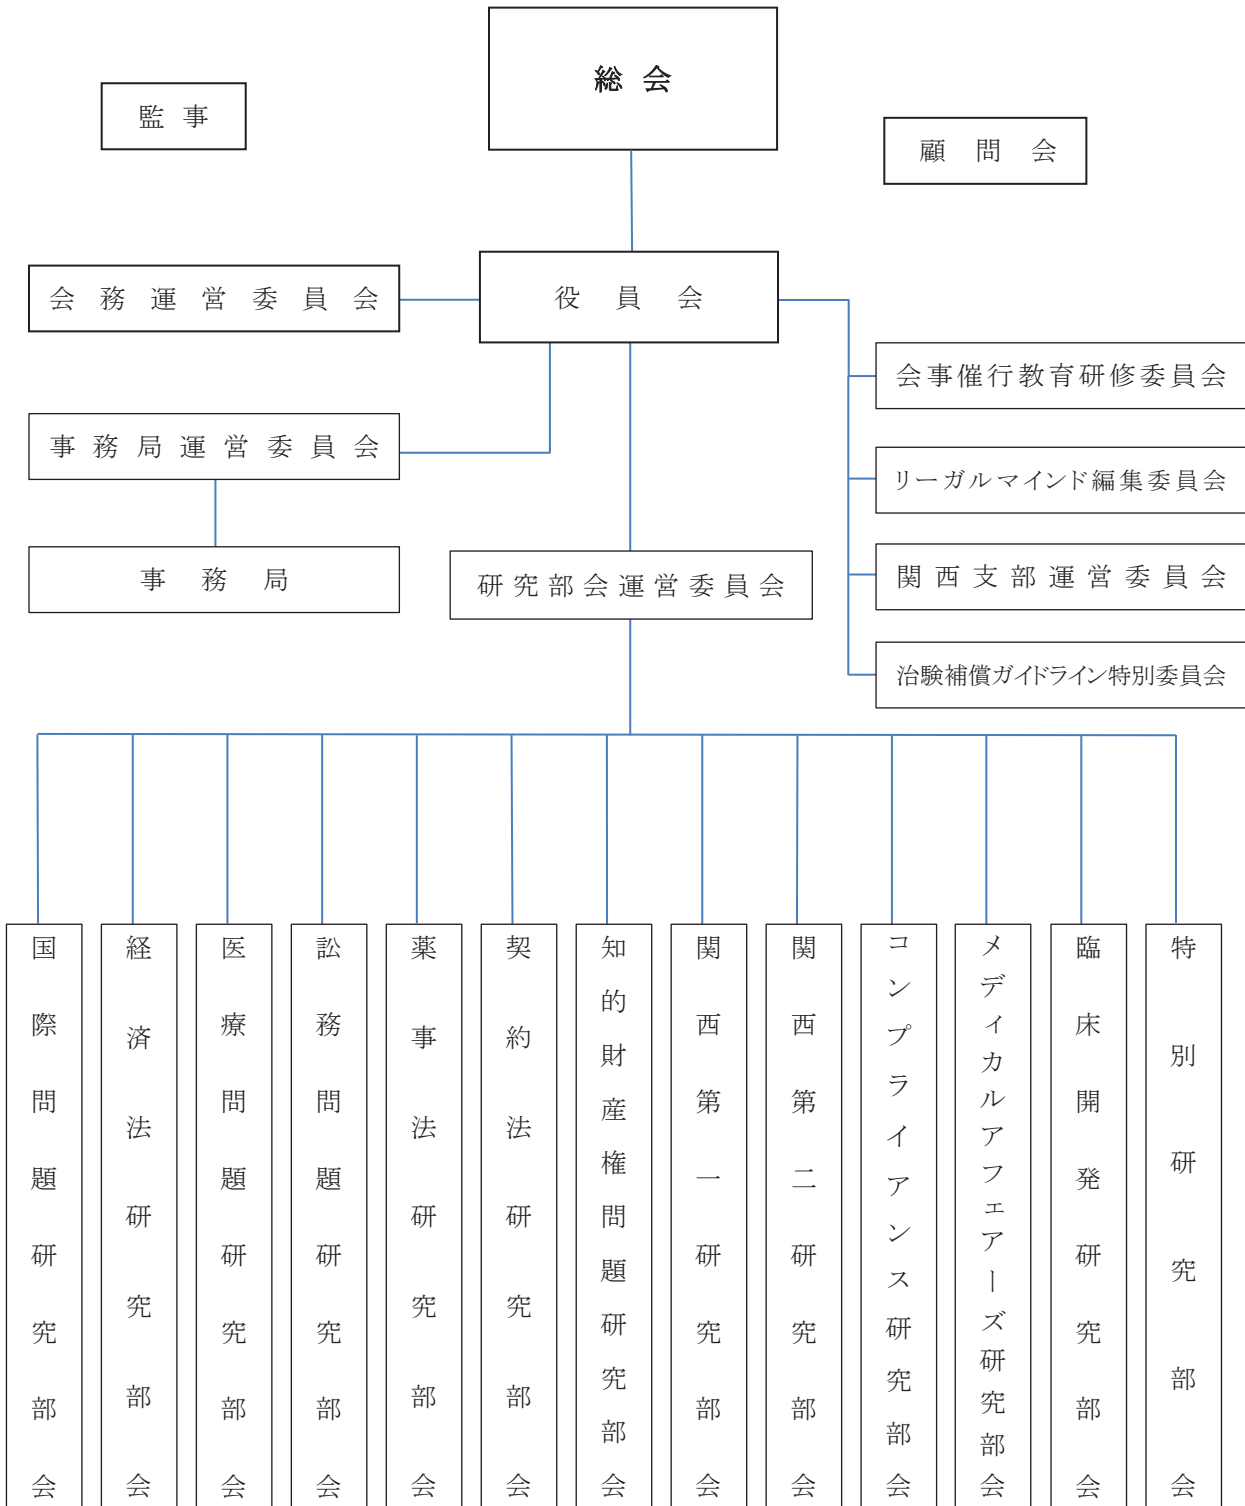 総会
監事
顧問会
会務運営委員会
役員会
会事催行教育研修委員会
事務局運営委員会
リーガルマインド編集委員会
事務局
研究部会運営委員会
関西支部運営委員会
治験補償ガイドライン特別委員会
国際問題研究部会
経済法研究部会
医療問題研究部会
訟務問題研究部会
薬事法研究部会
契約法研究部会
知的財産権問題研究部会
関西第一研究部会
関西第二研究部会
コンプライアンス研究部会
メディカルアフェアーズ研究部会
臨床開発研究部会
特別研究部会